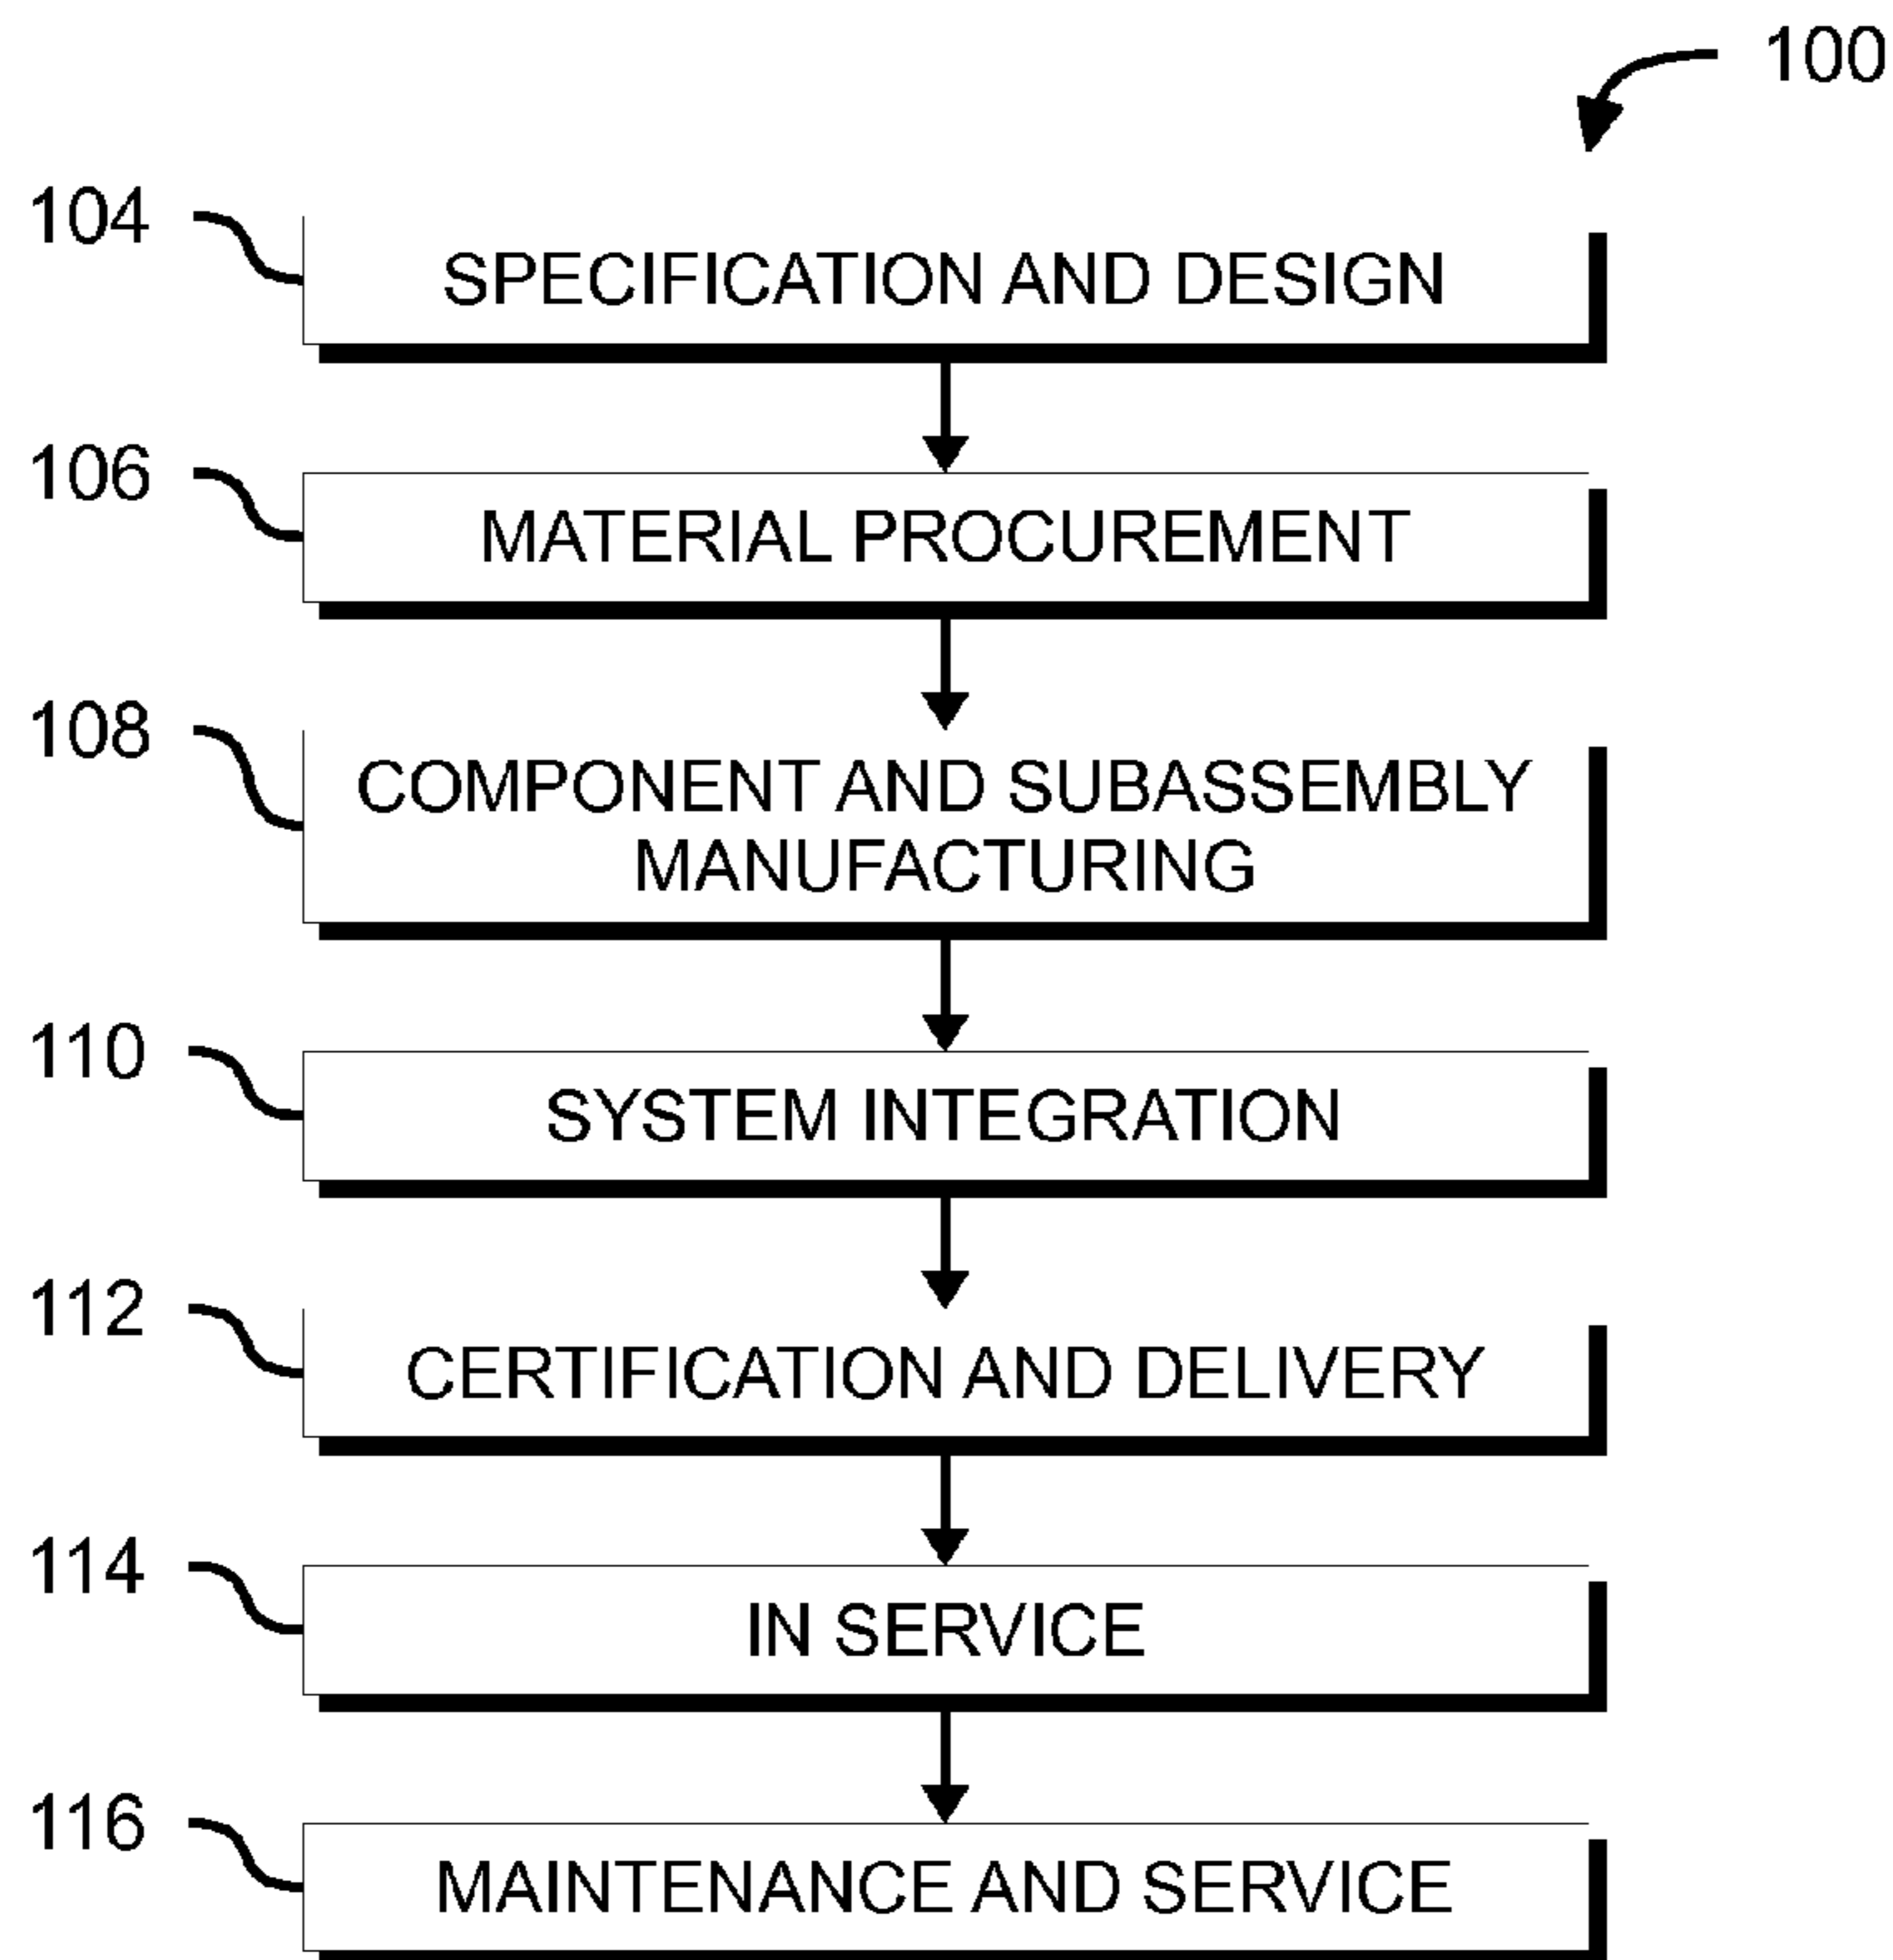 100
104
SPECIFICATION AND DESIGN
106
MATERIAL PROCUREMENT
108
COMPONENT AND SUBASSEMBLY
MANUFACTURING
110
SYSTEM INTEGRATION
112
CERTIFICATION AND DELIVERY
114
IN SERVICE
116
MAINTENANCE AND SERVICE